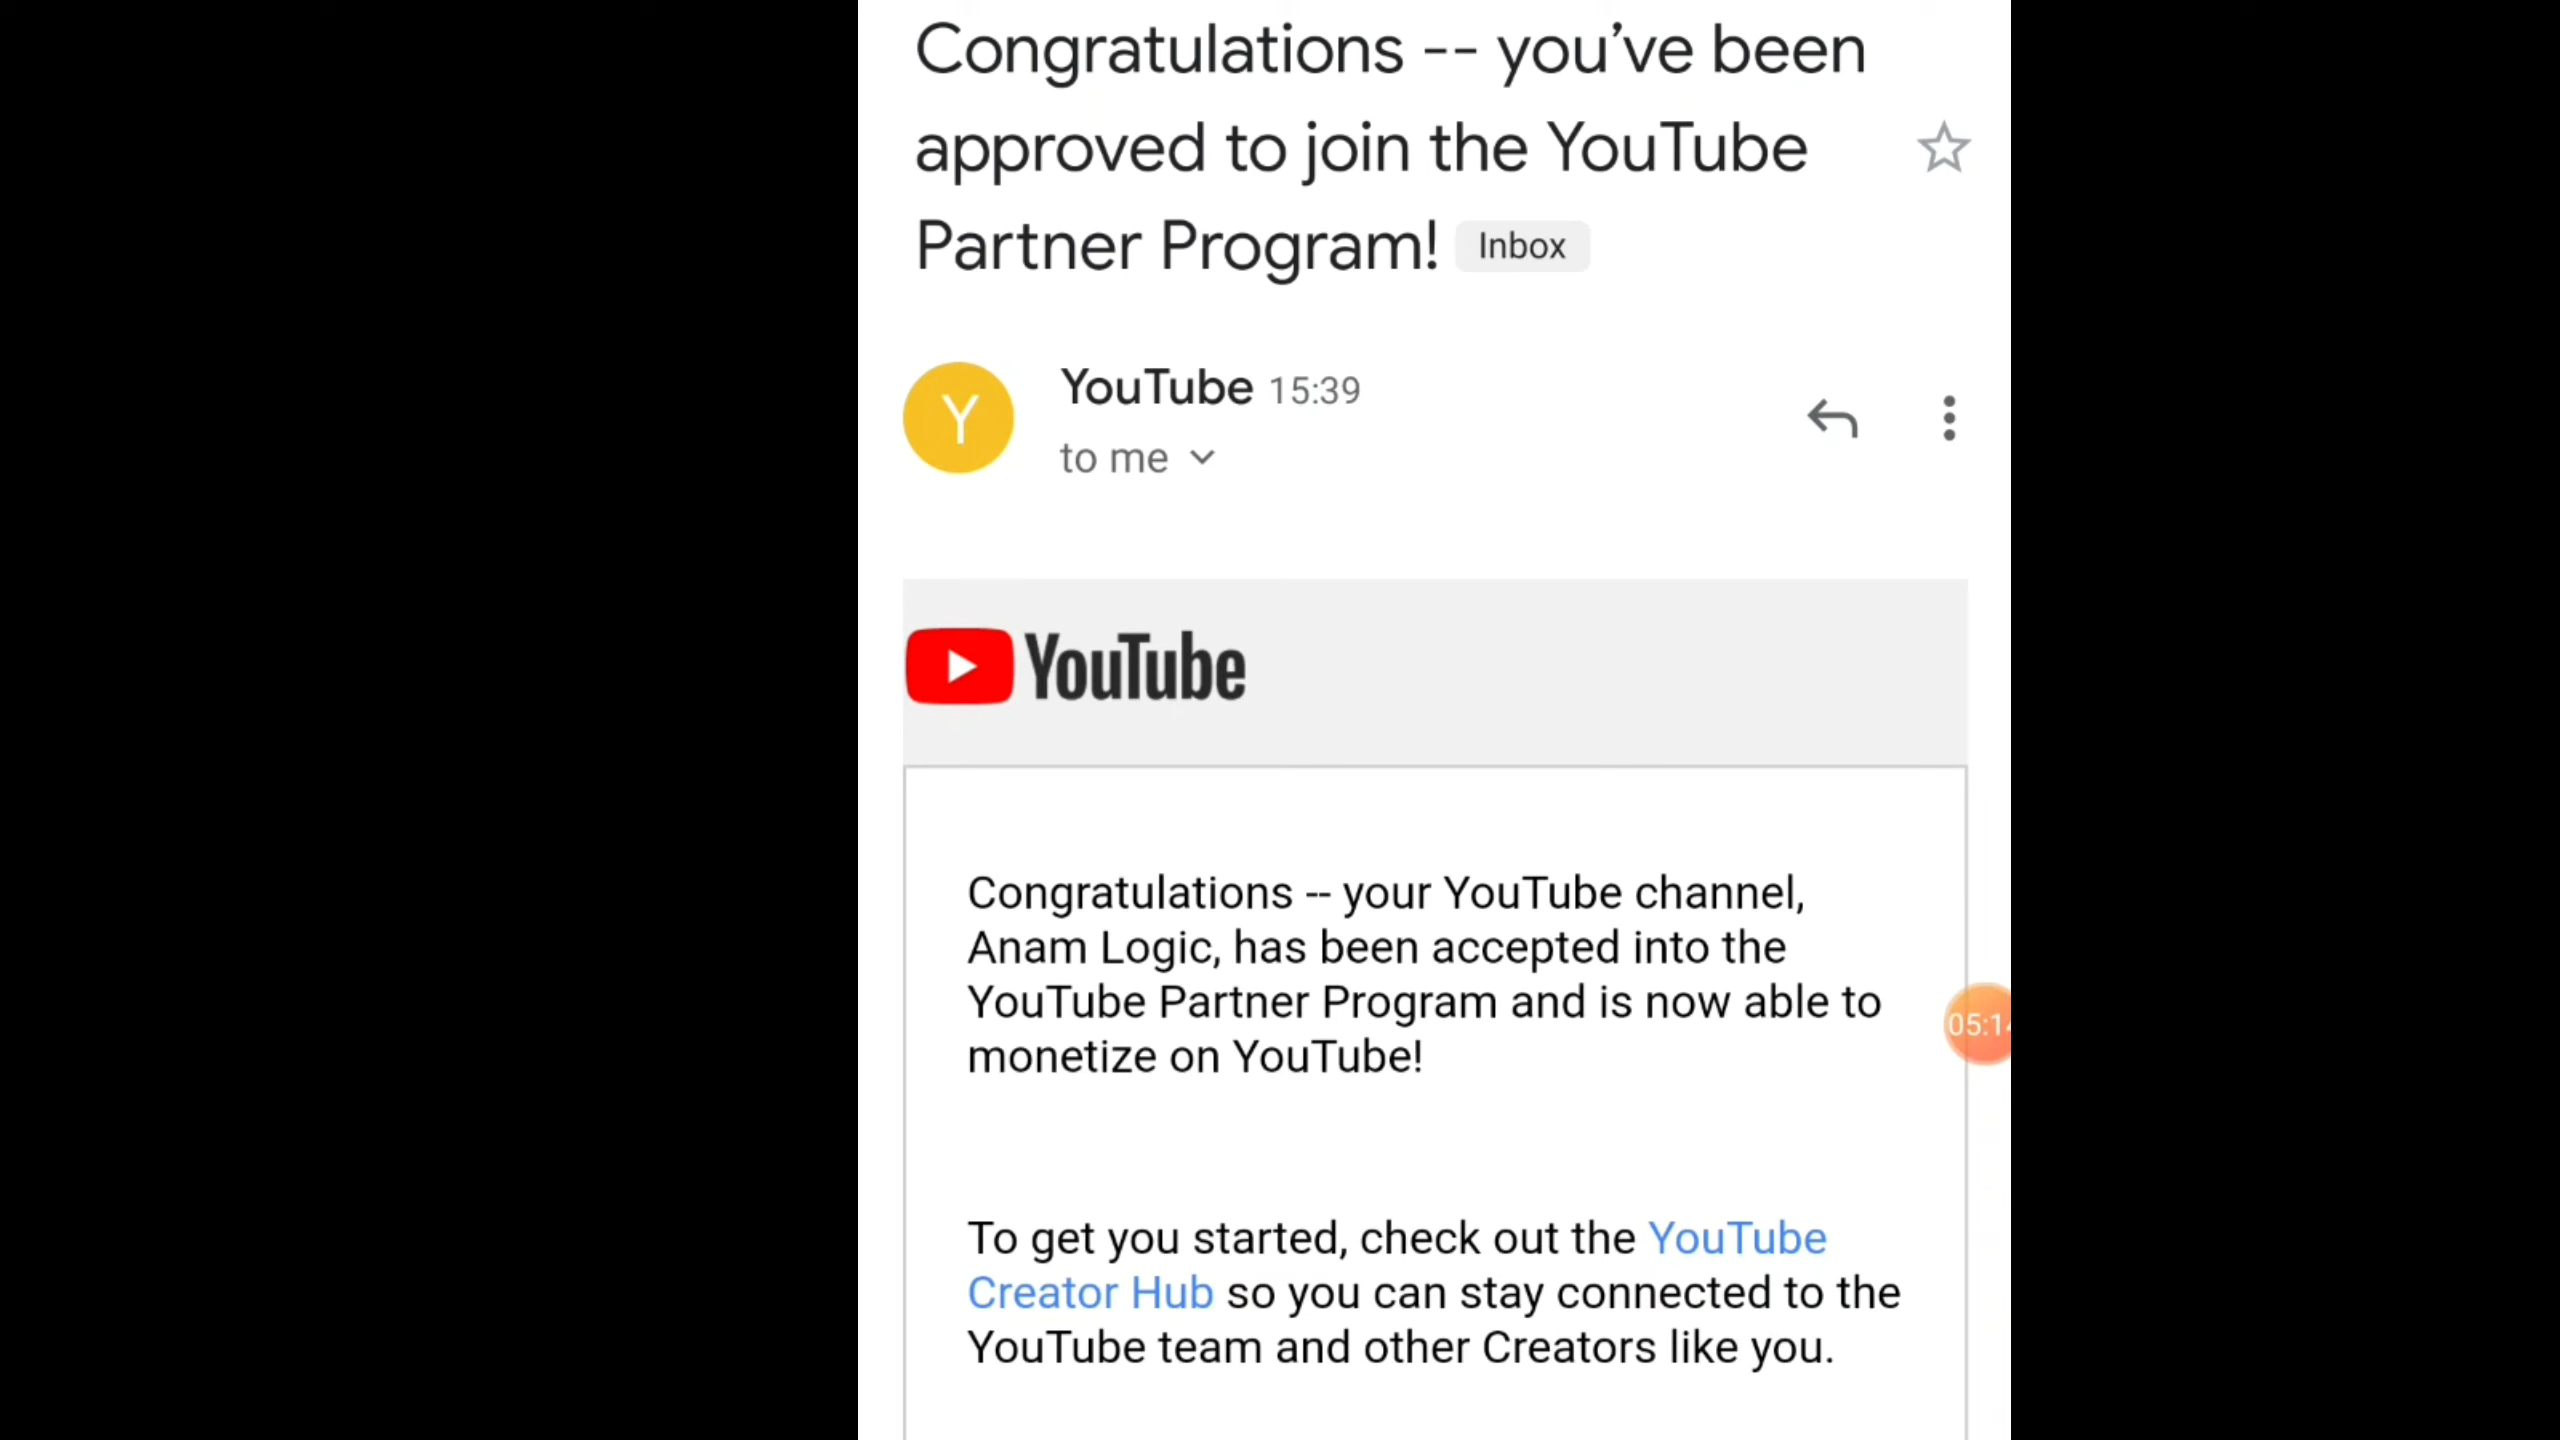 Congratulations -- you’ve been
approved to join the YouTube
Partner Program! Inbox
Y
YouTube 15:39
to me
YouTube
Congratulations -- your YouTube channel,
Anam Logic, has been accepted into the
YouTube Partner Program and is now able to
monetize on YouTube!
To get you started, check out the YouTube
Creator Hub so you can stay connected to the
YouTube team and other Creators like you.